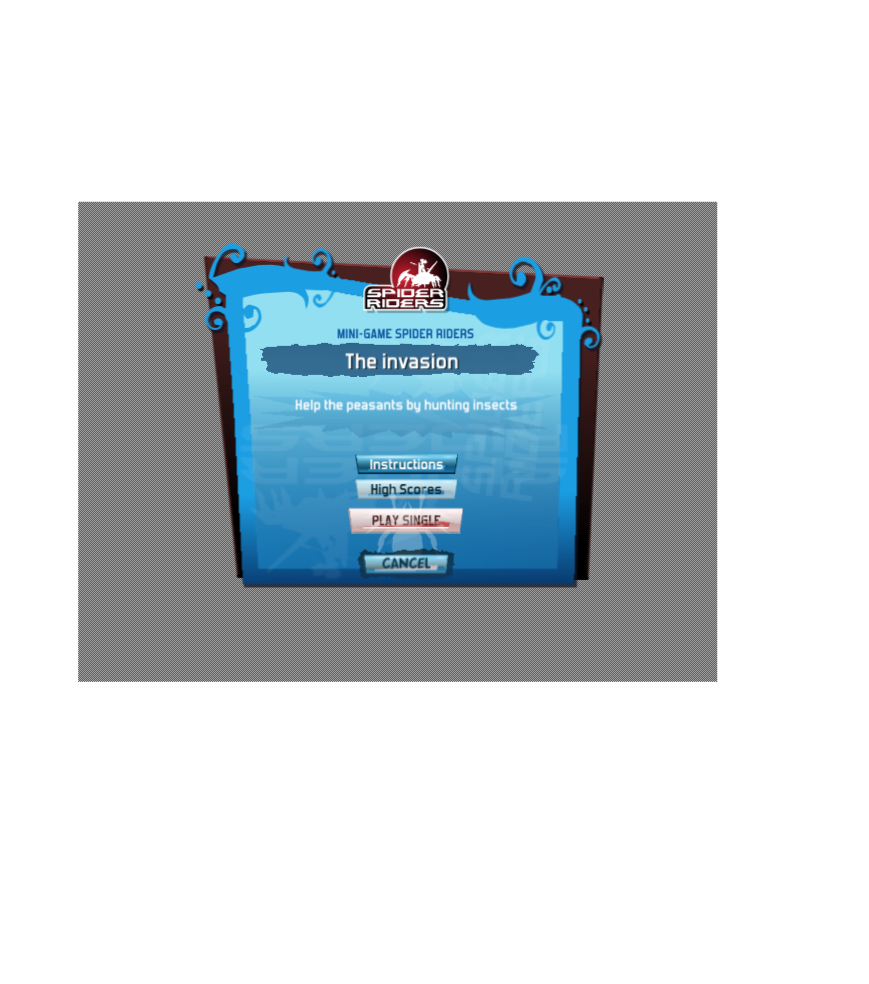 SPIDER
RIDERS
MINI-GAME SPIDER RIDERS
The invasion
Help the peasants by hunting insects
Instructions
High Scores
PLAY SINGLE
CANCEL